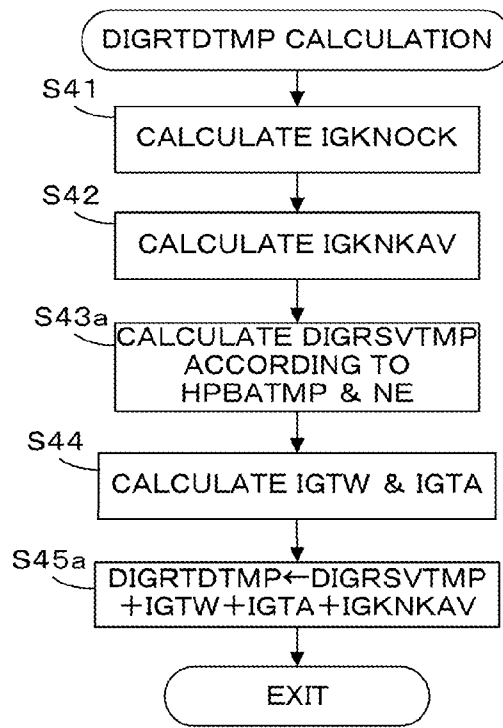 DIGRTDTMP CALCULATION
S41
CALCULATE IGKNOCK
S42
CALCULATE IGKNKAV
S43a
CALCULATE DIGRSVTMP
ACCORDING TO
HPBATMP & NE
S44
CALCULATE IGTW & IGTA
S45a
DIGRTDTMP←DIGRSVTMP
+IGTW+IGTA+IGKNKAV
EXIT